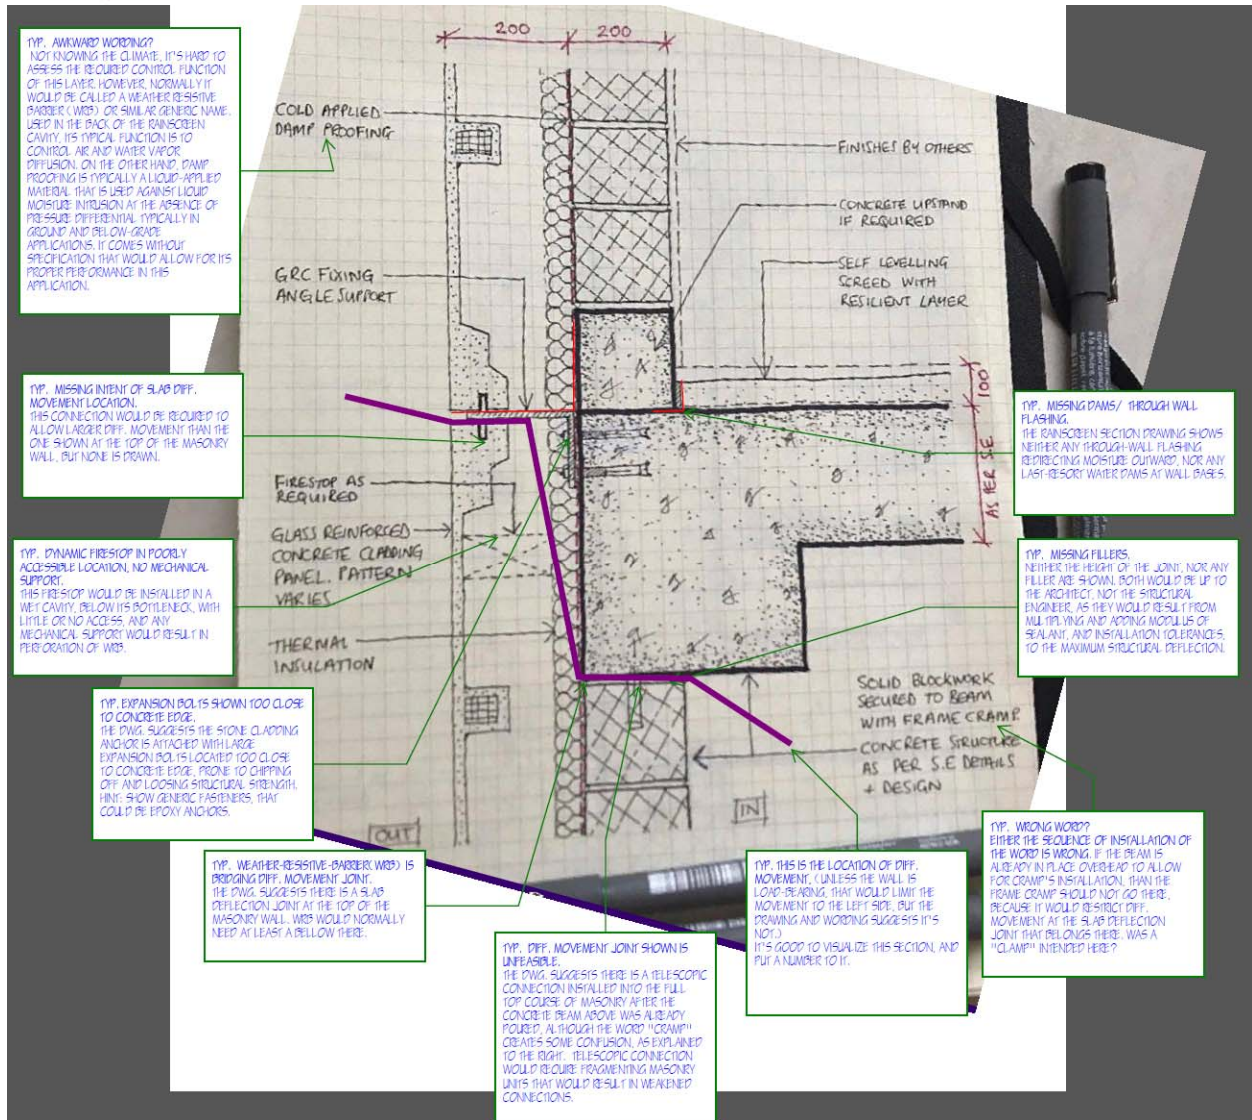 TYP. AWKWARD WORDING?
NOT KNOWING THE CLIMATE, IT'S HARD TO
ASSESS THE REQUIRED CONTROL FUNCTION
OF THIS LAYER. HOWEVER, NORMALLY IT
WOULD BE CALLED A WEATHER RESISTIVE
BARRIER (WRB) OR SIMILAR GENERIC NAME.
USED IN THE BACK OF THE RAINSCREEN
CAVITY, ITS TYPICAL FUNCTION IS TO
CONTROL AIR AND WATER VAPOR
DIFFUSION. ON THE OTHER HAND, DAMP
PROOFING IS TYPICALLY A LIQUID-APPLIED
MATERIAL THAT IS USED AGAINST LIQUID
MOISTURE INTRUSION AT THE ABSENCE OF
PRESSURE DIFFERENTIAL TYPICALLY IN
GROUND AND BELOW-GRADE
APPLICATIONS. IT COMES WITHOUT
SPECIFICATION THAT WOULD ALLOW FOR ITS
PROPER PERFORMANCE IN THIS
APPLICATION.
200
200
COLD APPLIED
DAMP PROOFING
FINISHES BY OTHERS
CONCRETE UPSTAND
IF REQUIRED
GRC FIXING
ANGLE SUPPORT
SELF LEVELLING
SCREED WITH
RESILIENT LAYER
100
AS PER S.E.
TYP. MISSING INTENT OF SLAB DIFF.
MOVEMENT LOCATION.
THIS CONNECTION WOULD BE REQUIRED TO
ALLOW LARGER DIFF. MOVEMENT THAN THE
ONE SHOWN AT THE TOP OF THE MASONRY
WALL, BUT NONE IS DRAWN.
TYP. MISSING DAMS/ THROUGH WALL
FLASHING.
THE RAINSCREEN SECTION DRAWING SHOWS
NEITHER ANY THROUGH-WALL FLASHING
REDIRECTING MOISTURE OUTWARD, NOR ANY
LAST-RESORT WATER DAMS AT WALL BASES.
FIRESTOP AS
REQUIRED
GLASS REINFORCED
CONCRETE CLADDING
PANEL. PATTERN
VARIES
THERMAL
INSULATION
TYP. DYNAMIC FIRESTOP IN POORLY
ACCESSIBLE LOCATION, NO MECHANICAL
SUPPORT.
THIS FIRESTOP WOULD BE INSTALLED IN A
WET CAVITY, BELOW ITS BOTTLENECK, WITH
LITTLE OR NO ACCESS, AND ANY
MECHANICAL SUPPORT WOULD RESULT IN
PERFORATION OF WRB.
TYP. MISSING FILLERS.
NEITHER THE HEIGHT OF THE JOINT, NOR ANY
FILLER ARE SHOWN. BOTH WOULD BE UP TO
THE ARCHITECT, NOT THE STRUCTURAL
ENGINEER, AS THEY WOULD RESULT FROM
MULTIPLYING AND ADDING MODULUS OF
SEALANT, AND INSTALLATION TOLERANCES,
TO THE MAXIMUM STRUCTURAL DEFLECTION.
SOLID BLOCKWORK
SECURED TO BEAM
WITH FRAME CRAMP.
CONCRETE STRUCTURE
AS PER S.E DETAILS
+ DESIGN
OUT
IN
TYP. EXPANSION BOLTS SHOWN TOO CLOSE
TO CONCRETE EDGE.
THE DWG. SUGGESTS THE STONE CLADDING
ANCHOR IS ATTACHED WITH LARGE
EXPANSION BOLTS LOCATED TOO CLOSE
TO CONCRETE EDGE, PRONE TO CHIPPING
OFF AND LOOSING STRUCTURAL STRENGTH.
HINT: SHOW GENERIC FASTENERS, THAT
COULD BE EPOXY ANCHORS.
TYP. WEATHER-RESISTIVE-BARRIER( WRB) IS
BRIDGING DIFF. MOVEMENT JOINT.
THE DWG. SUGGESTS THERE IS A SLAB
DEFLECTION JOINT AT THE TOP OF THE
MASONRY WALL. WRB WOULD NORMALLY
NEED AT LEAST A BELLOW THERE.
TYP. DIFF. MOVEMENT JOINT SHOWN IS
UNFEASIBLE.
THE DWG. SUGGESTS THERE IS A TELESCOPIC
CONNECTION INSTALLED INTO THE FULL
TOP COURSE OF MASONRY AFTER THE
CONCRETE BEAM ABOVE WAS ALREADY
POURED, ALTHOUGH THE WORD "CRAMP"
CREATES SOME CONFUSION, AS EXPLAINED
TO THE RIGHT. TELESCOPIC CONNECTION
WOULD REQUIRE FRAGMENTING MASONRY
UNITS THAT WOULD RESULT IN WEAKENED
CONNECTIONS.
TYP. THIS IS THE LOCATION OF DIFF.
MOVEMENT, (UNLESS THE WALL IS
LOAD-BEARING, THAT WOULD LIMIT THE
MOVEMENT TO THE LEFT SIDE, BUT THE
DRAWING AND WORDING SUGGESTS IT'S
NOT.)
IT'S GOOD TO VISUALIZE THIS SECTION, AND
PUT A NUMBER TO IT.
TYP. WRONG WORD?
EITHER THE SEQUENCE OF INSTALLATION OF
THE WORD IS WRONG. IF THE BEAM IS
ALREADY IN PLACE OVERHEAD TO ALLOW
FOR CRAMP'S INSTALLATION, THAN THE
FRAME CRAMP SHOULD NOT GO THERE,
BECAUSE IT WOULD RESTRICT DIFF.
MOVEMENT AT THE SLAB DEFLECTION
JOINT THAT BELONGS THERE. WAS A
"CLAMP" INTENDED HERE?